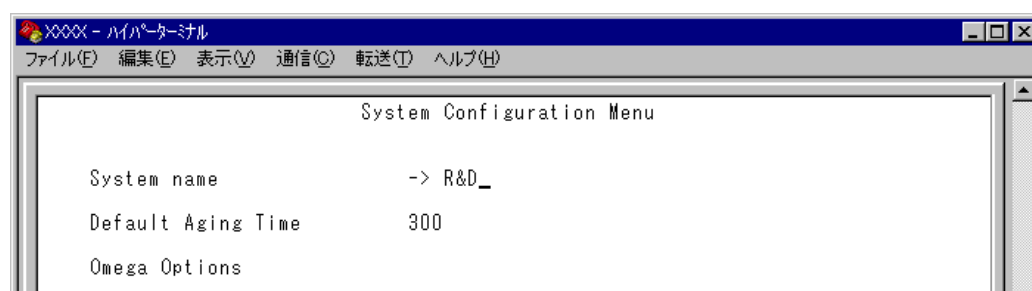 XXXX - ハイパーターミナル
ファイル(F) 編集(E) 表示(V) 通信(C) 転送(T) ヘルプ(H)
System Configuration Menu
System name -> R&D_
Default Aging Time 300
Omega Options